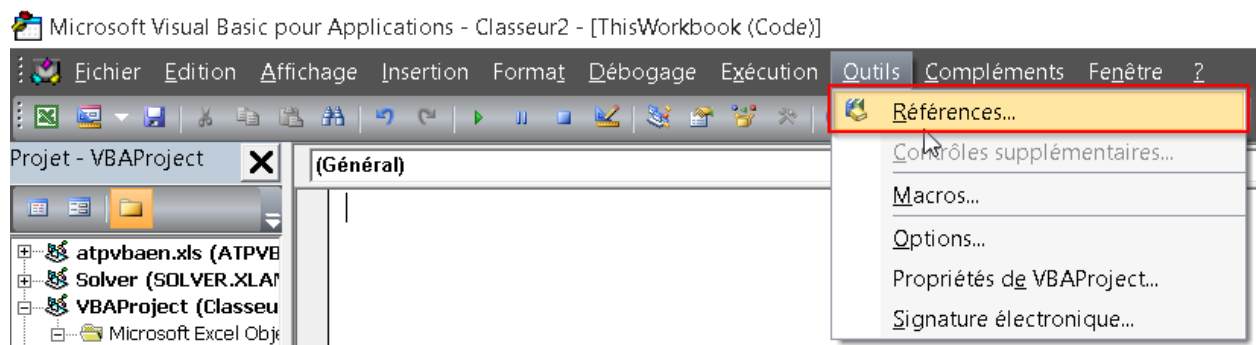 Microsoft Visual Basic pour Applications - Classeur2 - [ThisWorkbook (Code)]
Fichier Edition Affichage Insertion Format Débogage Exécution Outils Compléments Fenêtre ?
Références...
Projet - VBAProject
(Général)
Contrôles supplémentaires...
Macros...
Options...
atpvbaen.xls (ATPVB
Solver (SOLVER.XLA
Propriétés de VBAProject...
VBAProject (Classeu
Signature électronique...
Microsoft Excel Obje